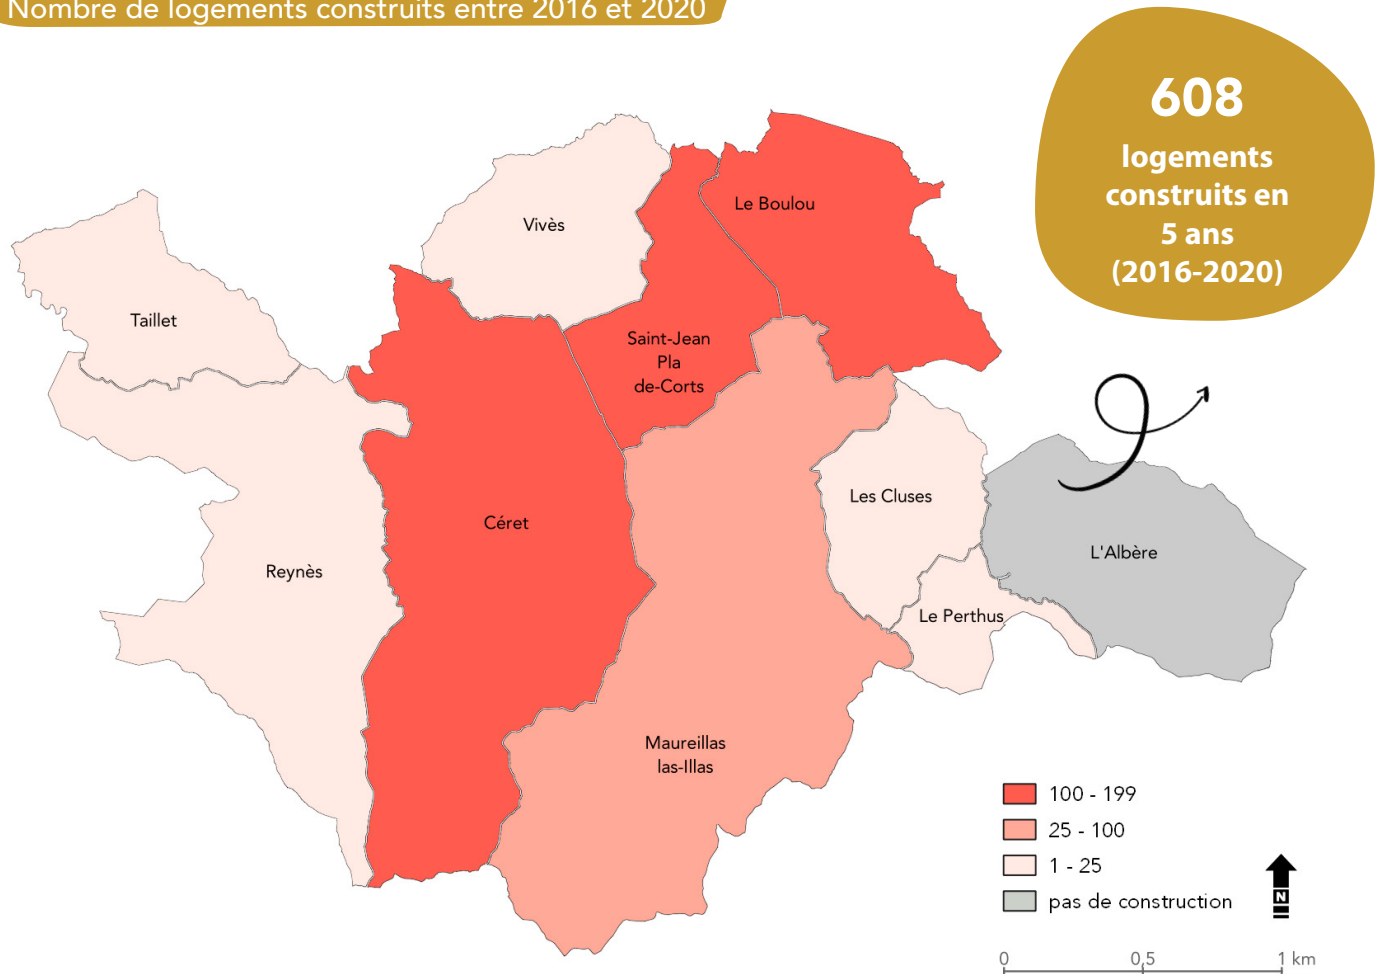 Nombre de logements construits entre 2016 et 2020
608
logements
construits en
5 ans
(2016-2020)
Vivès
Le Boulou
Taillet
Saint-Jean
Pla
de-Corts
Les Cluses
Céret
L'Albère
Reynès
Le Perthus
Maureillas
las-Illas
100 - 199
25 - 100
1 - 25
pas de construction
N
0 0,5 1 km